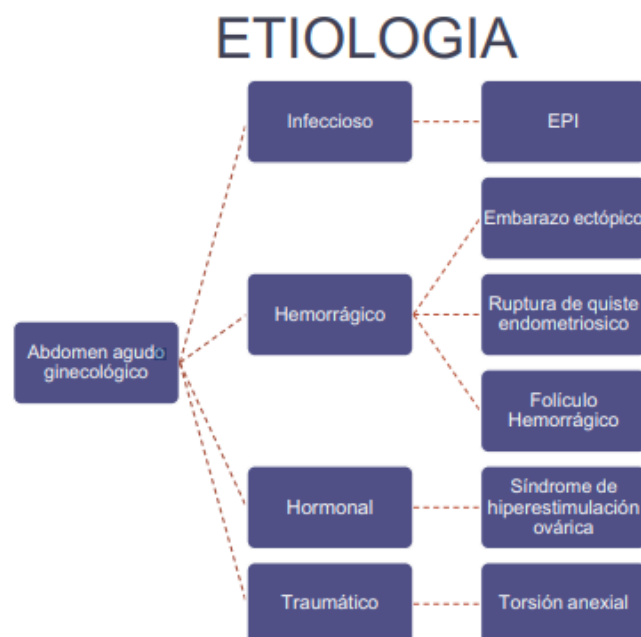 ETIOLOGIA
Infeccioso
EPI
Embarazo ectópico
Hemorrágico
Ruptura de quiste
endometriosico
Abdomen agudo
ginecológico
Folículo
Hemorrágico
Hormonal
Síndrome de
hiperestimulación
ovárica
Traumático
Torsión anexial